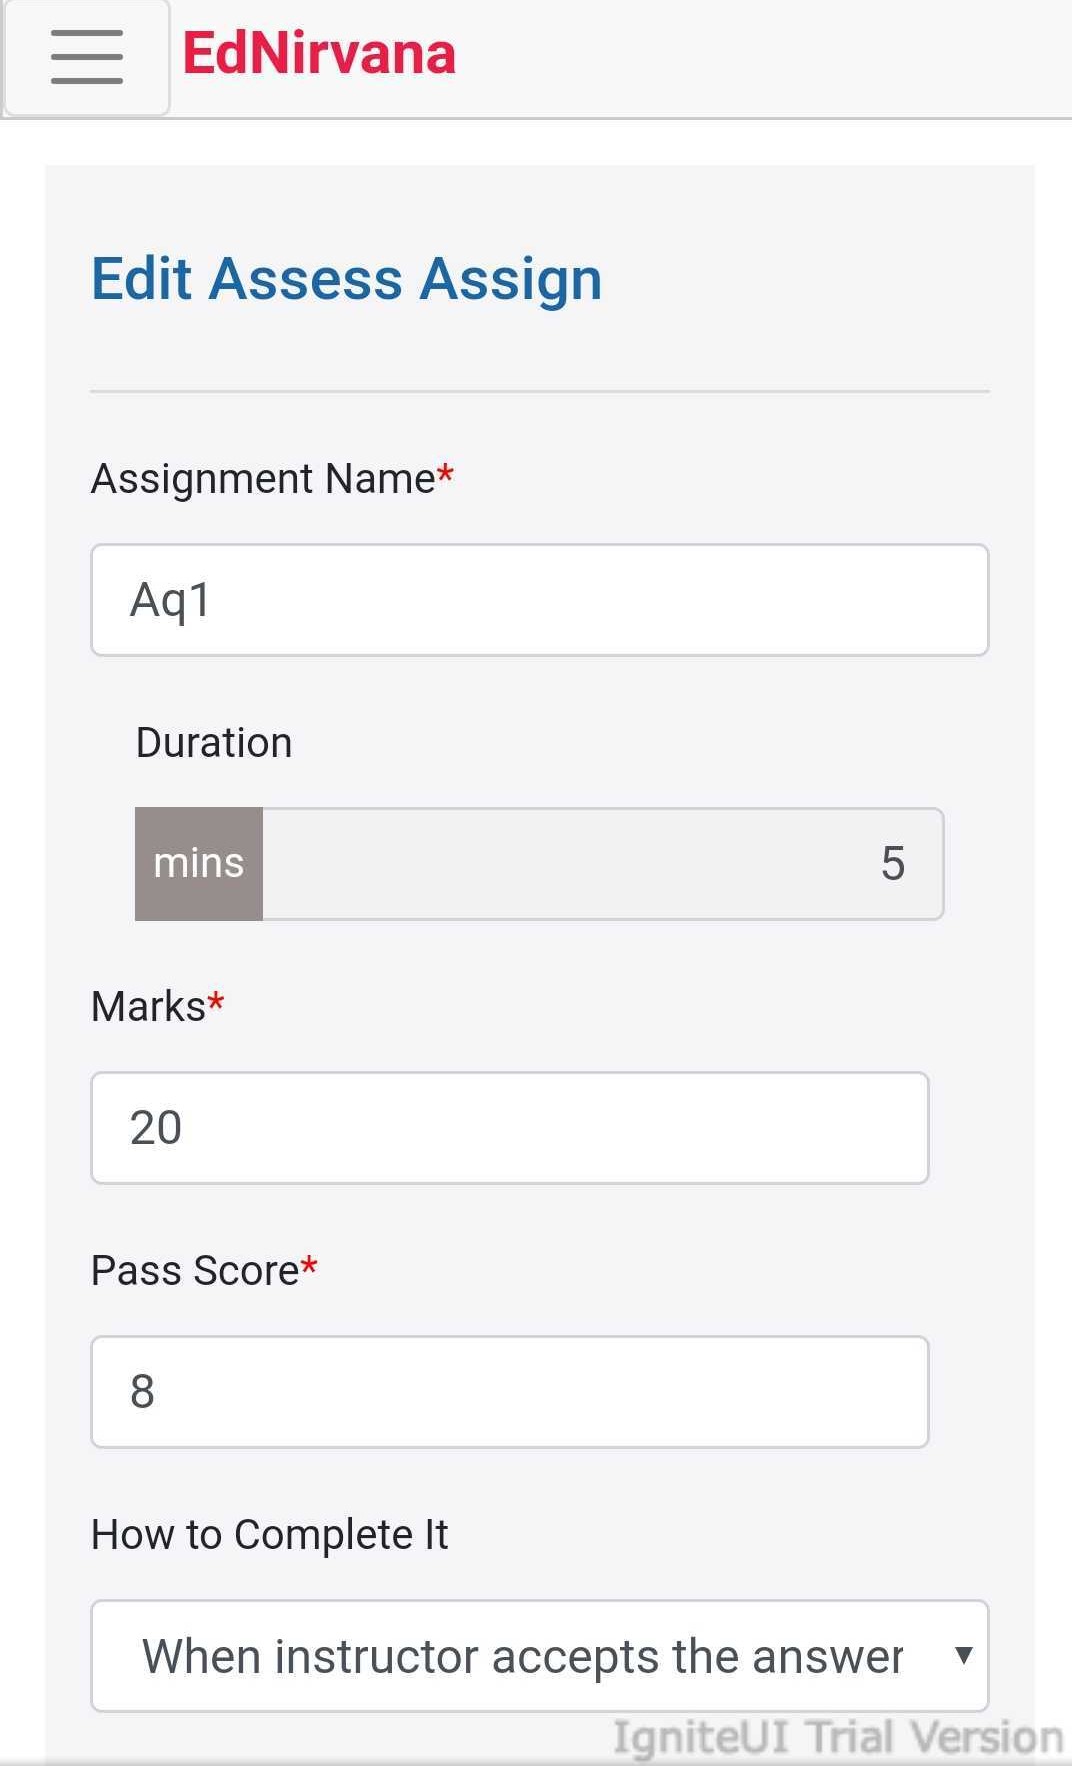 EdNirvana
Edit Assess Assign
Assignment Name*
Aq1
Duration
mins 5
Marks*
20
Pass Score*
8
How to Complete It
When instructor accepts the answer
IgniteUI Trial Version